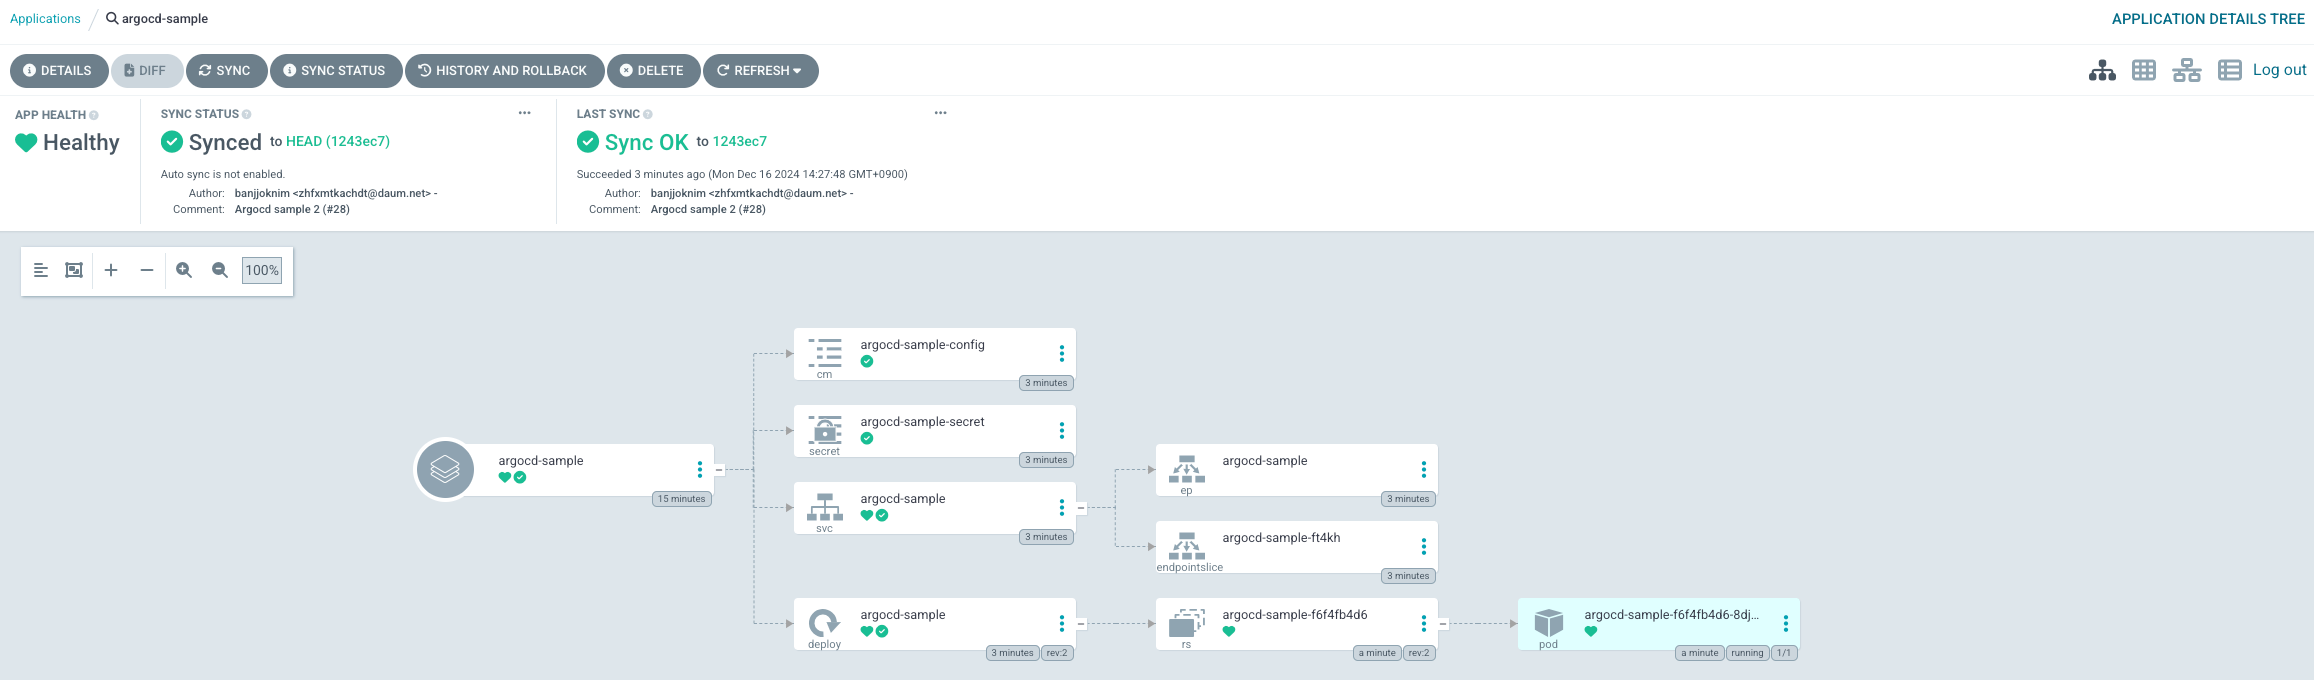 Applications / argocd-sample
APPLICATION DETAILS TREE
DETAILS DIFF SYNC SYNC STATUS HISTORY AND ROLLBACK DELETE REFRESH
Log out
APP HEALTH
Healthy
SYNC STATUS
Synced to HEAD (1243ec7)
Auto sync is not enabled.
Author: banjjoknim <zhfxmtkachdt@daum.net> -
Comment: Argocd sample 2 (#28)
LAST SYNC
Sync OK to 1243ec7
Succeeded 3 minutes ago (Mon Dec 16 2024 14:27:48 GMT+0900)
Author: banjjoknim <zhfxmtkachdt@daum.net> -
Comment: Argocd sample 2 (#28)
100%
argocd-sample
15 minutes
argocd-sample-config
cm
3 minutes
argocd-sample-secret
secret
3 minutes
argocd-sample
svc
3 minutes
argocd-sample
ep
3 minutes
argocd-sample-ft4kh
endpointslice
3 minutes
argocd-sample
deploy
3 minutes rev:2
argocd-sample-f6f4fb4d6
rs
a minute rev:2
argocd-sample-f6f4fb4d6-8dj...
pod
a minute running 1/1